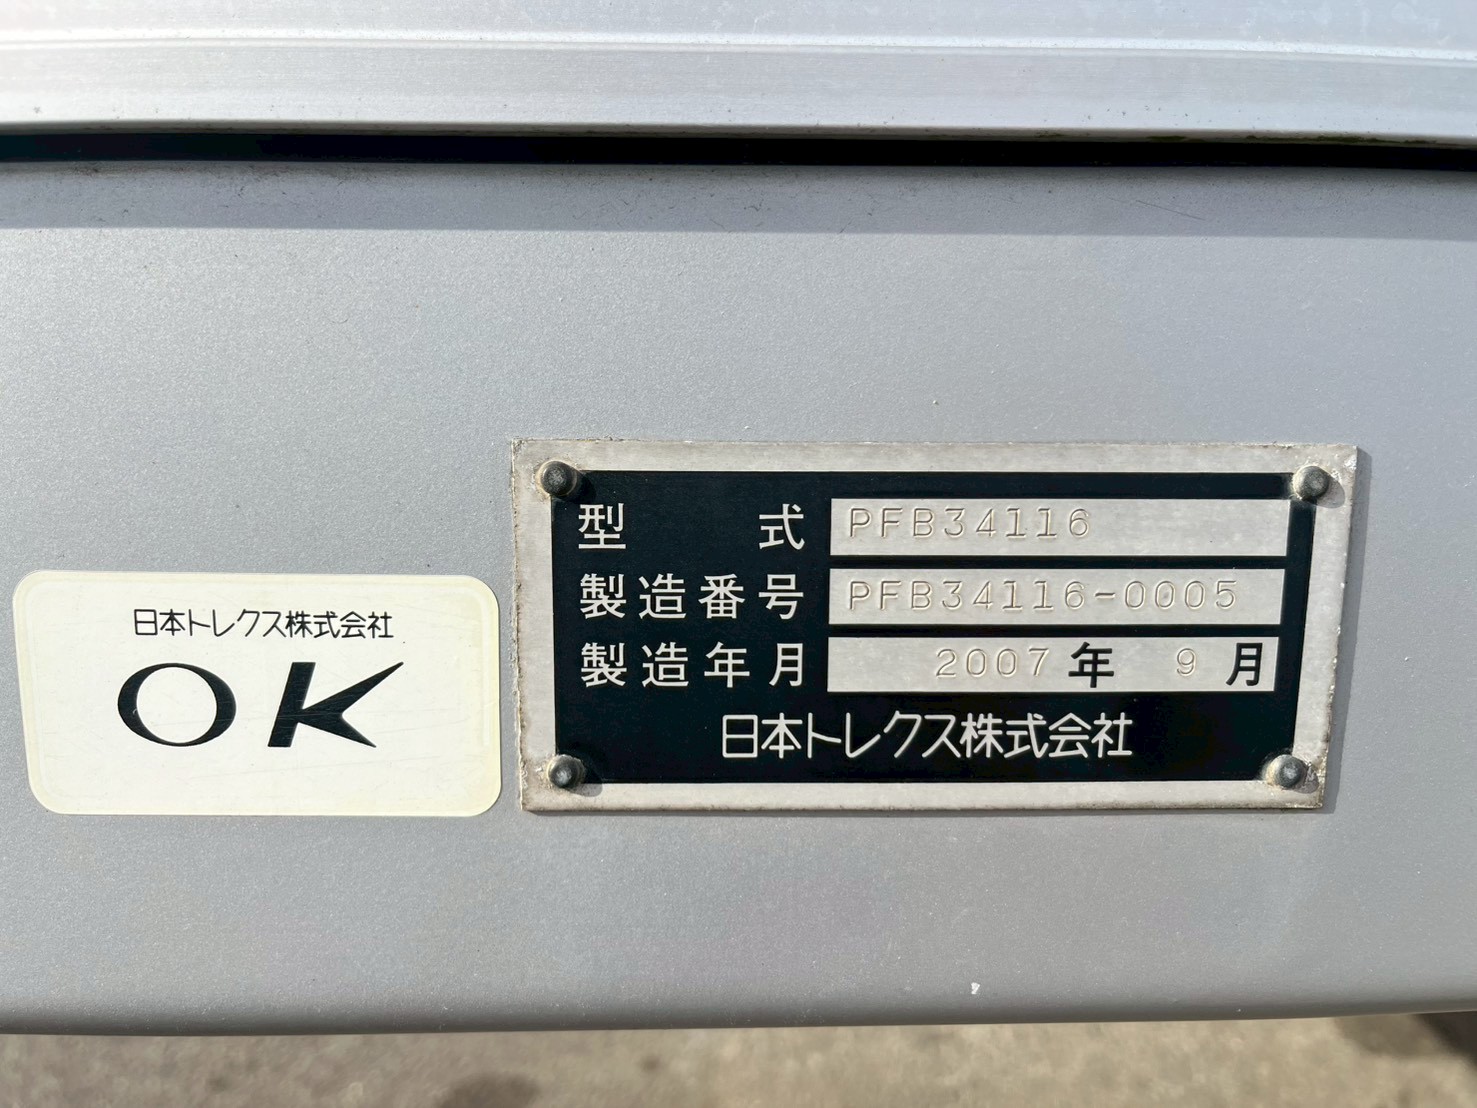 型式 PFB34116
製造番号 PFB34116-0005
製造年月 2007年 9月
日本トレクス株式会社
日本トレクス株式会社
OK